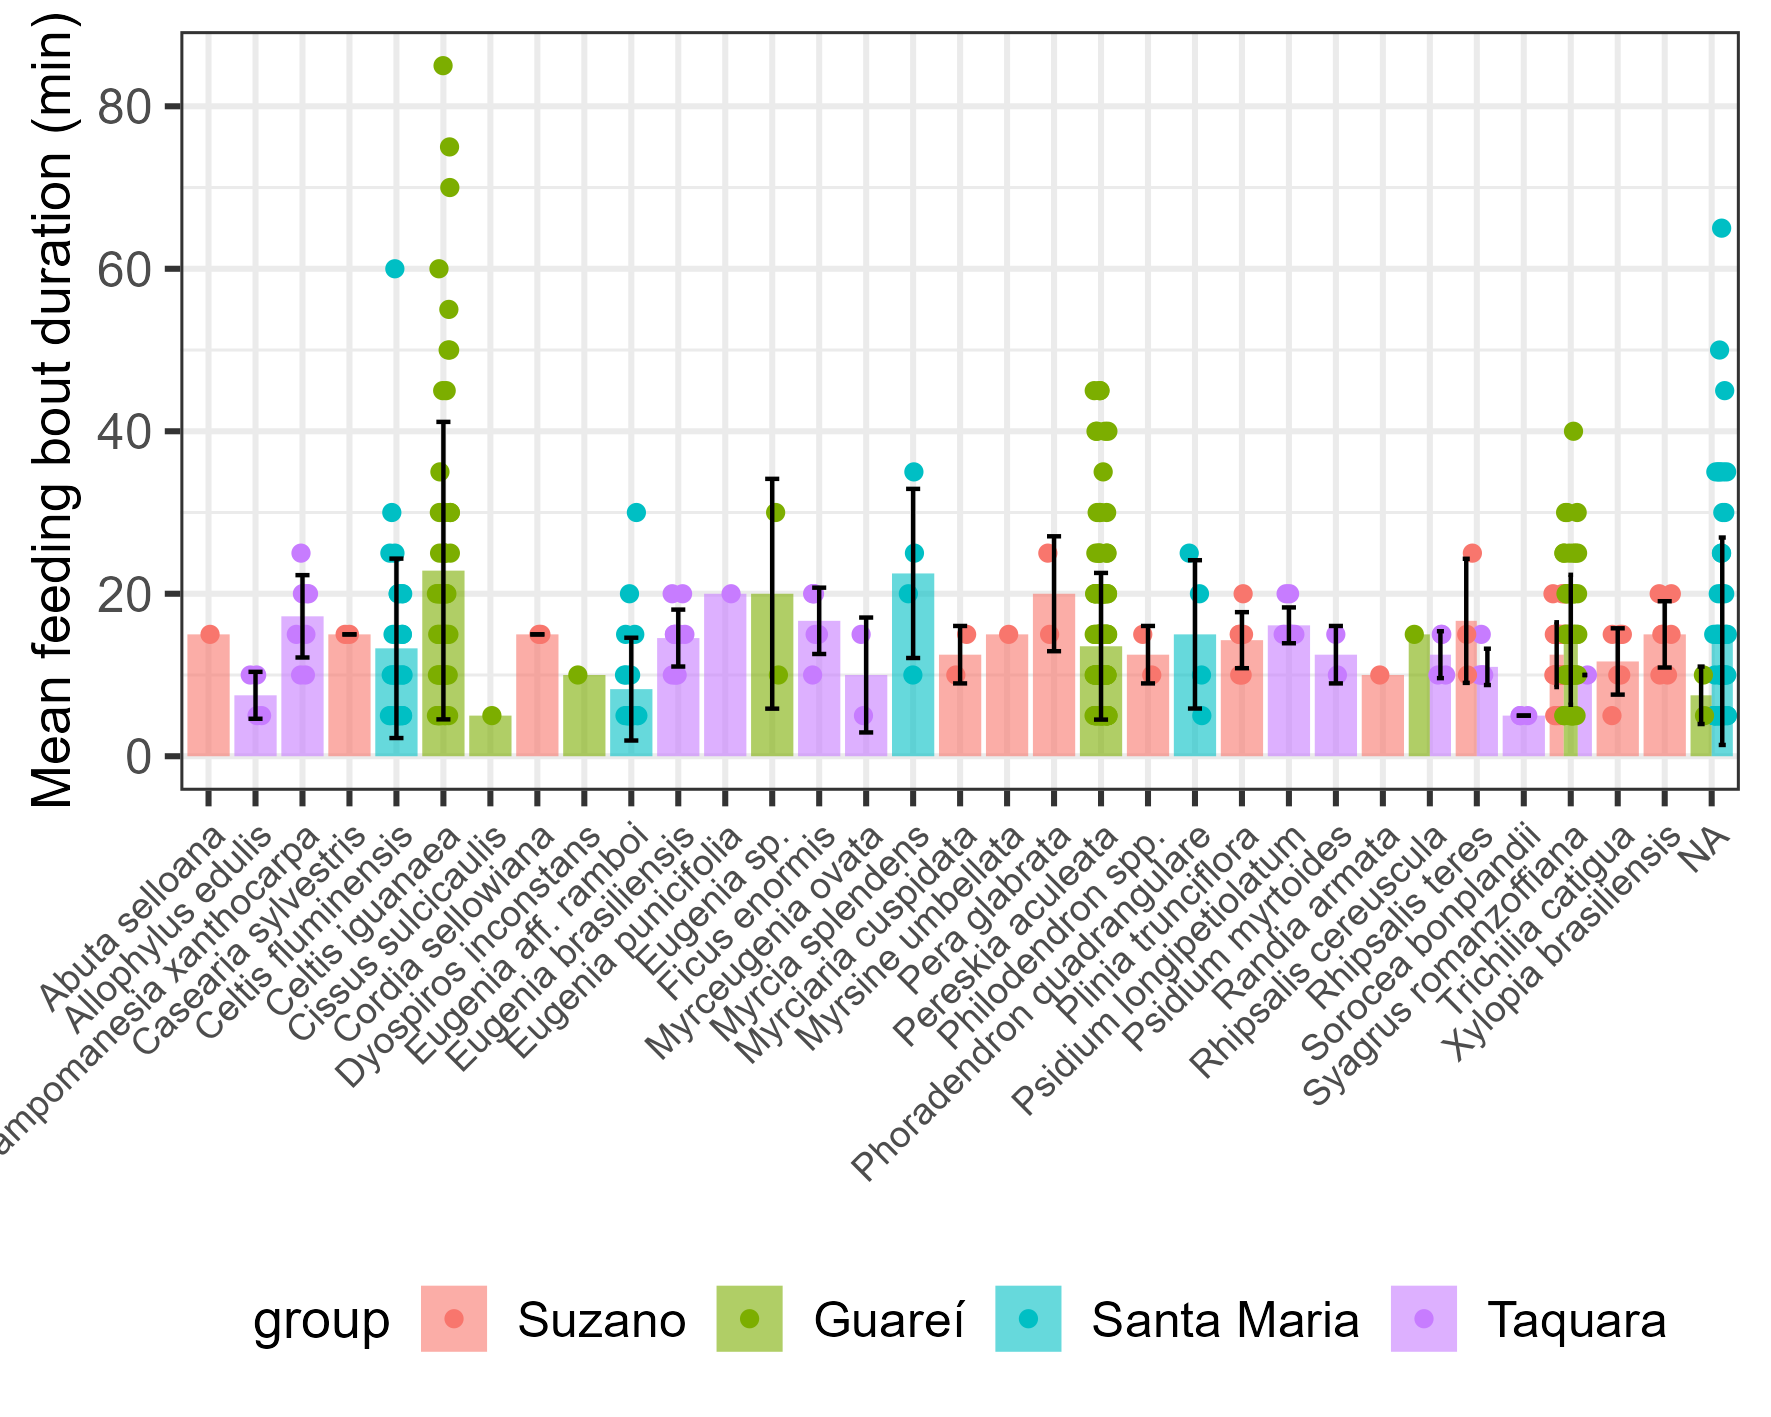 Mean feeding bout duration (min)
80
60
40
20
0
Abuta selloana
Allophylus edulis
ampomanesia xanthocarpa
Casearia sylvestris
Celtis fluminensis
Celtis iguanaea
Cissus sulcicaulis
Cordia sellowiana
Dyospiros inconstans
Eugenia aff. ramboi
Eugenia brasiliensis
Eugenia punicifolia
Eugenia sp.
Ficus enormis
Myrceugenia ovata
Myrcia splendens
Myrciaria cuspidata
Myrsine umbellata
Pera glabrata
Pereskia aculeata
Philodendron spp.
Phoradendron quadrangulare
Plinia trunciflora
Psidium longipetiolatum
Psidium myrtoides
Randia armata
Rhipsalis cereuscula
Rhipsalis teres
Sorocea bonplandii
Syagrus romanzoffiana
Trichilia catigua
Xylopia brasiliensis
NA
group Suzano Guareí Santa Maria Taquara